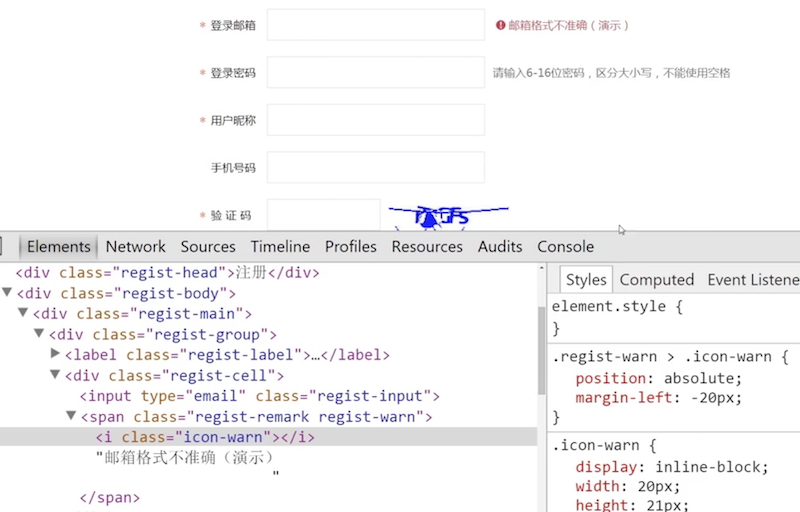 * 登录邮箱 邮箱格式不准确（演示）
* 登录密码 请输入6-16位密码，区分大小写，不能使用空格
* 用户昵称
手机号码
* 验 证 码
Elements Network Sources Timeline Profiles Resources Audits Console
<div class="regist-head">注册</div>
<div class="regist-body">
<div class="regist-main">
<div class="regist-group">
<label class="regist-label">…</label>
<div class="regist-cell">
<input type="email" class="regist-input">
<span class="regist-remark regist-warn">
<i class="icon-warn"></i>
"邮箱格式不准确（演示）
"
</span>
Styles Computed Event Listene
element.style {
}
.regist-warn > .icon-warn {
position: absolute;
margin-left: -20px;
}
.icon-warn {
display: inline-block;
width: 20px;
height: 21px;